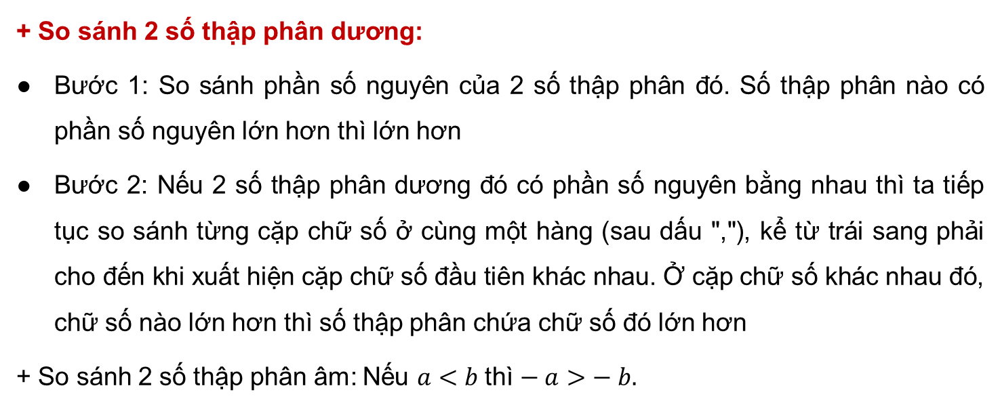 + So sánh 2 số thập phân dương:
● Bước 1: So sánh phần số nguyên của 2 số thập phân đó. Số thập phân nào có
phần số nguyên lớn hơn thì lớn hơn
● Bước 2: Nếu 2 số thập phân dương đó có phần số nguyên bằng nhau thì ta tiếp
tục so sánh từng cặp chữ số ở cùng một hàng (sau dấu ","), kể từ trái sang phải
cho đến khi xuất hiện cặp chữ số đầu tiên khác nhau. Ở cặp chữ số khác nhau đó,
chữ số nào lớn hơn thì số thập phân chứa chữ số đó lớn hơn
+ So sánh 2 số thập phân âm: Nếu 𝑎 < 𝑏 thì − 𝑎 > − 𝑏.